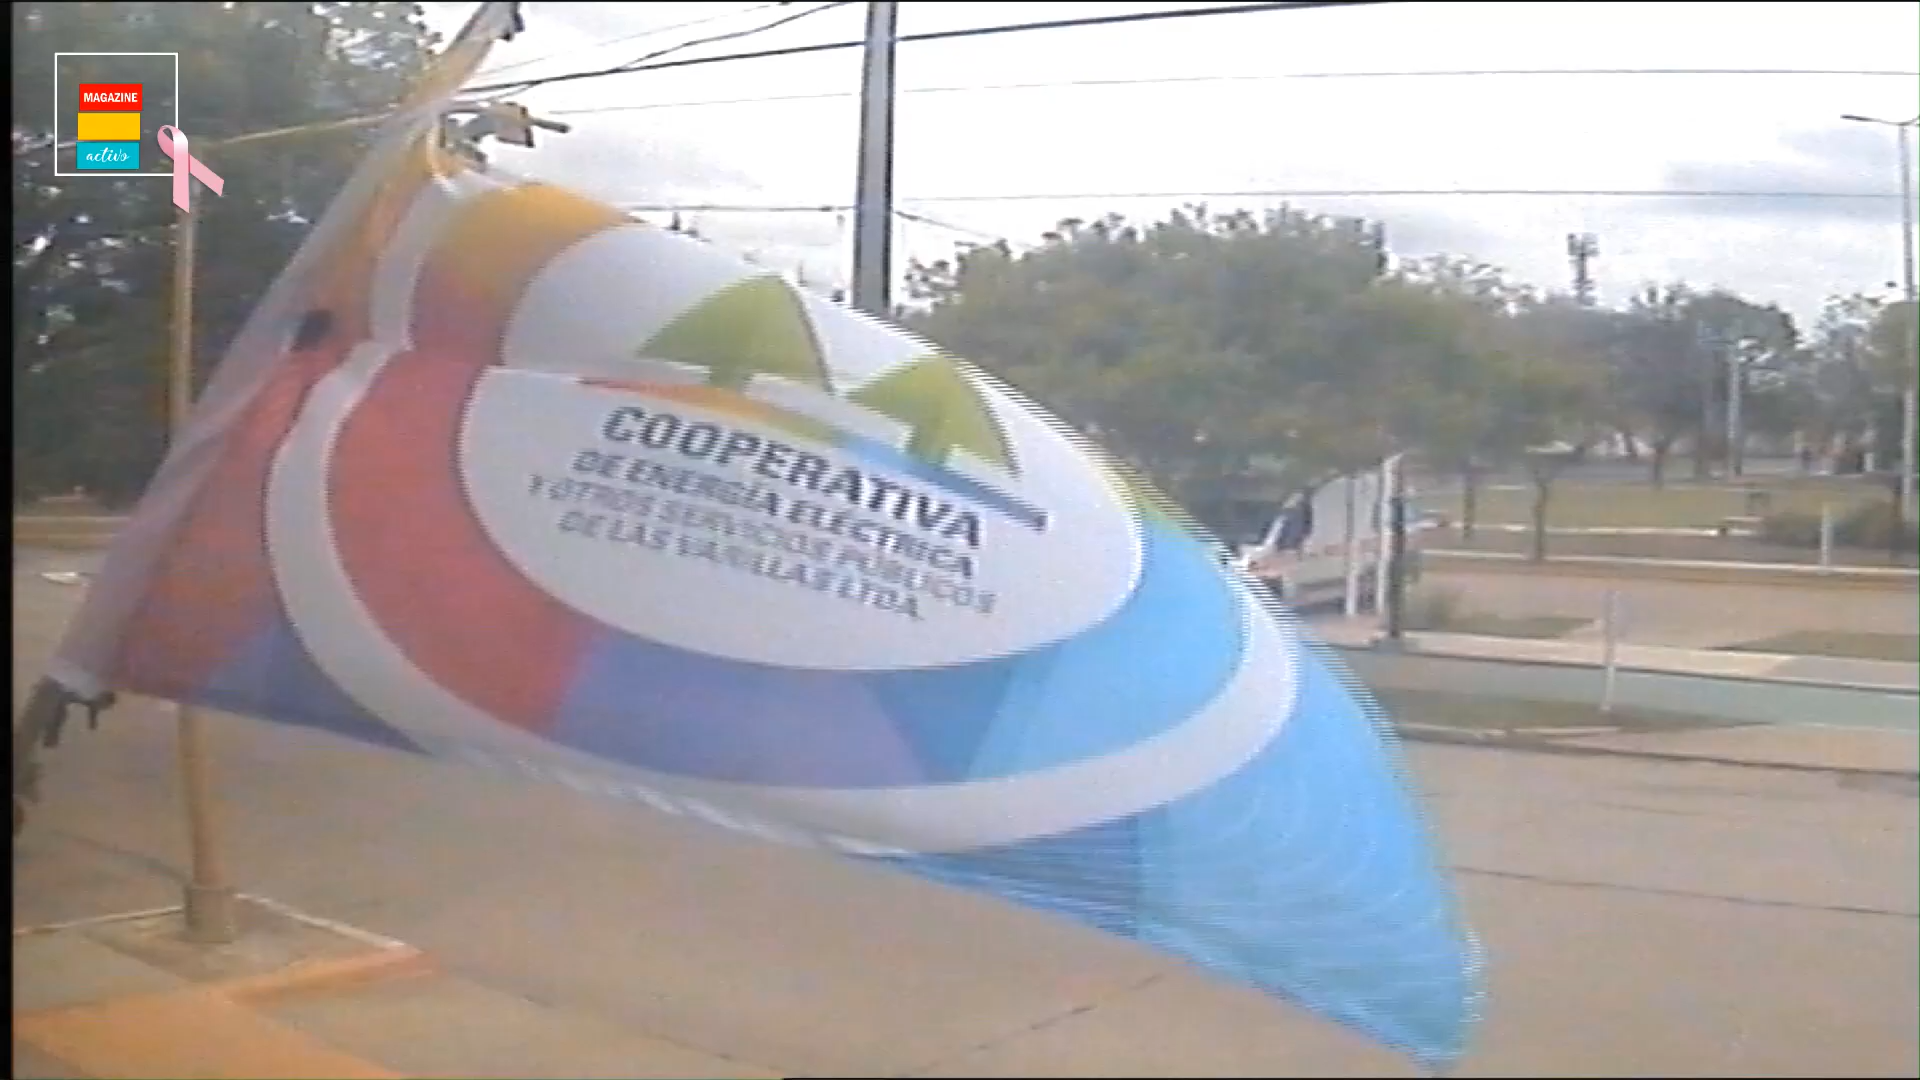 MAGAZINE
activo
COOPERATIVA
DE ENERGÍA ELÉCTRICA
Y OTROS SERVICIOS PÚBLICOS
DE LAS VARILLAS LTDA.